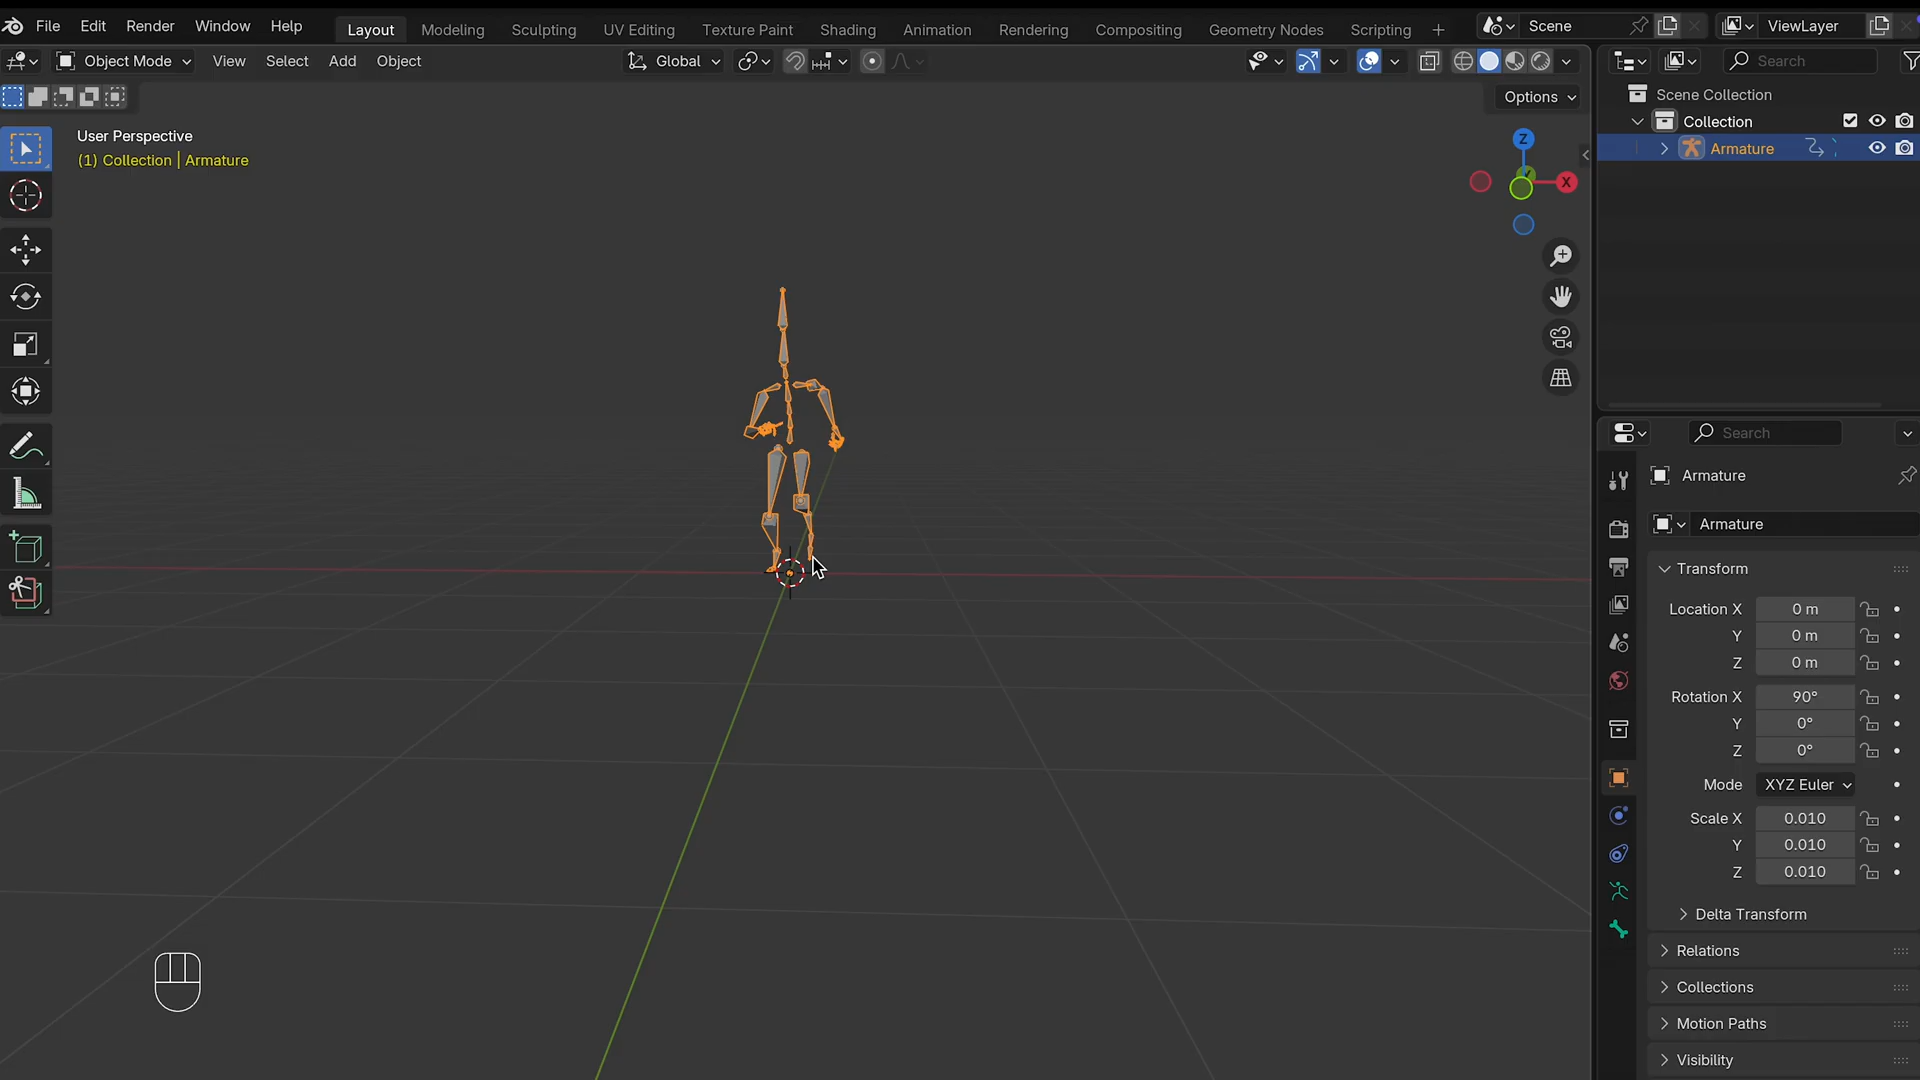 File Edit Render Window Help Layout Modeling Sculpting UV Editing Texture Paint Shading Animation Rendering Compositing Geometry Nodes Scripting + Scene ViewLayer
Object Mode View Select Add Object Global Search
Options
User Perspective
(1) Collection | Armature
Z
X
Scene Collection
Collection
Armature
Search
Armature
Armature
Transform
Location X 0 m
Y 0 m
Z 0 m
Rotation X 90°
Y 0°
Z 0°
Mode XYZ Euler
Scale X 0.010
Y 0.010
Z 0.010
Delta Transform
Relations
Collections
Motion Paths
Visibility